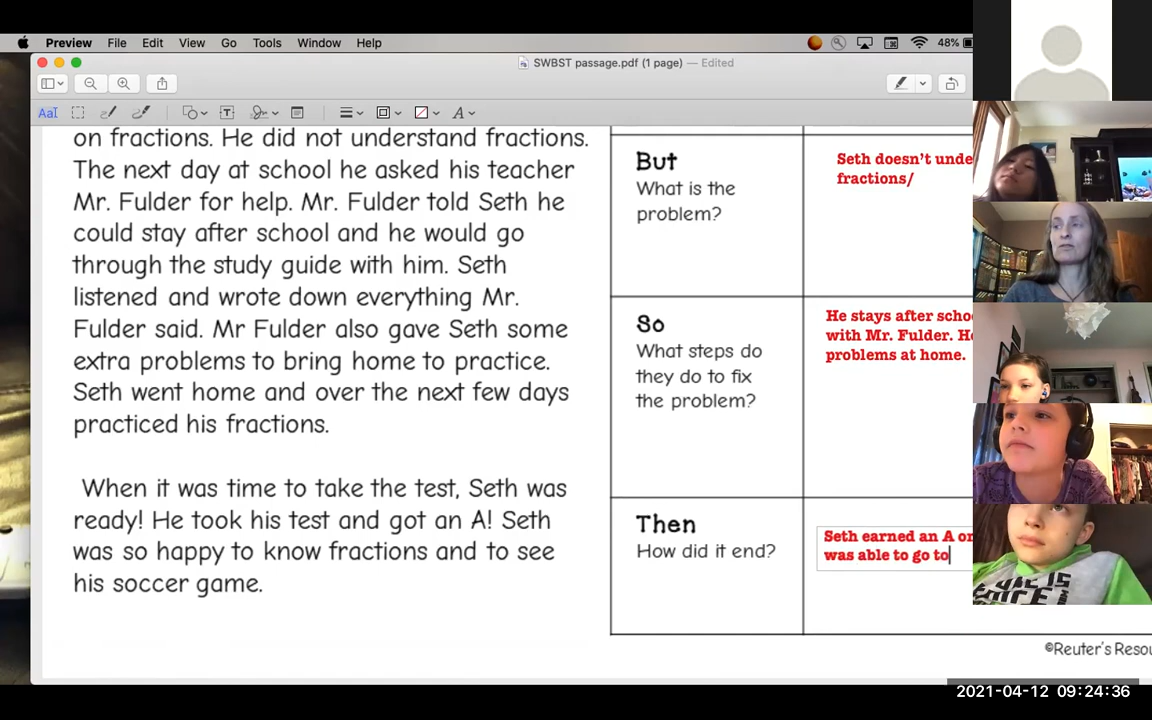 Preview File Edit View Go Tools Window Help
48%
SWBST passage.pdf (1 page) — Edited
AaI
T
A
on fractions. He did not understand fractions.
The next day at school he asked his teacher
Mr. Fulder for help. Mr. Fulder told Seth he
could stay after school and he would go
through the study guide with him. Seth
listened and wrote down everything Mr.
Fulder said. Mr Fulder also gave Seth some
extra problems to bring home to practice.
Seth went home and over the next few days
practiced his fractions.
When it was time to take the test, Seth was
ready! He took his test and got an A! Seth
was so happy to know fractions and to see
his soccer game.
But
What is the
problem?
Seth doesn't unde
fractions/
So
What steps do
they do to fix
the problem?
He stays after schoo
with Mr. Fulder. He
problems at home.
Then
How did it end?
Seth earned an A on
was able to go to
©Reuter's Resou
2021-04-12 09:24:36